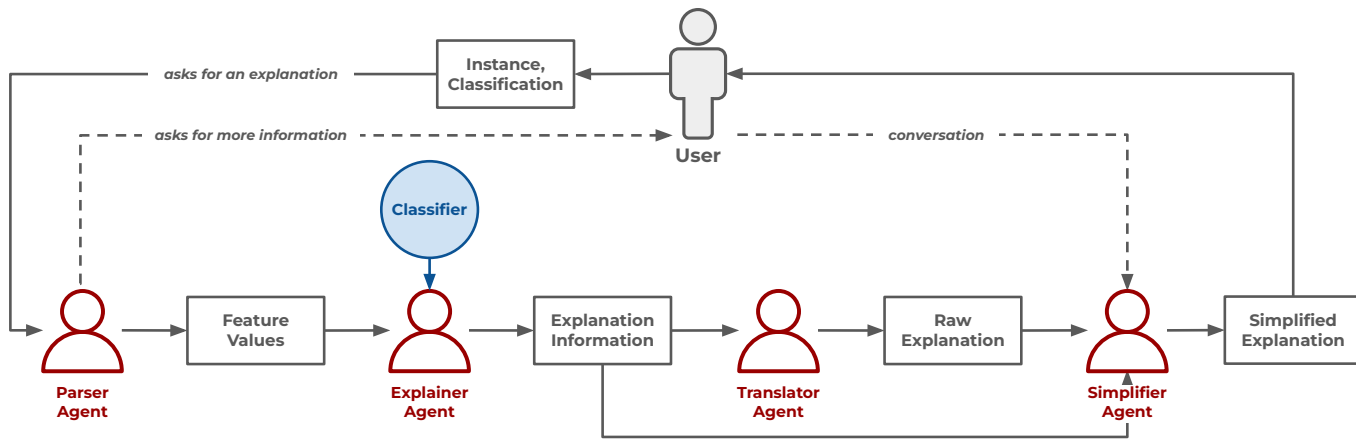 Instance,
Classification
asks for an explanation
asks for more information
User
conversation
Classifier
Feature
Values
Explanation
Information
Raw
Explanation
Simplified
Explanation
Parser
Agent
Explainer
Agent
Translator
Agent
Simplifier
Agent